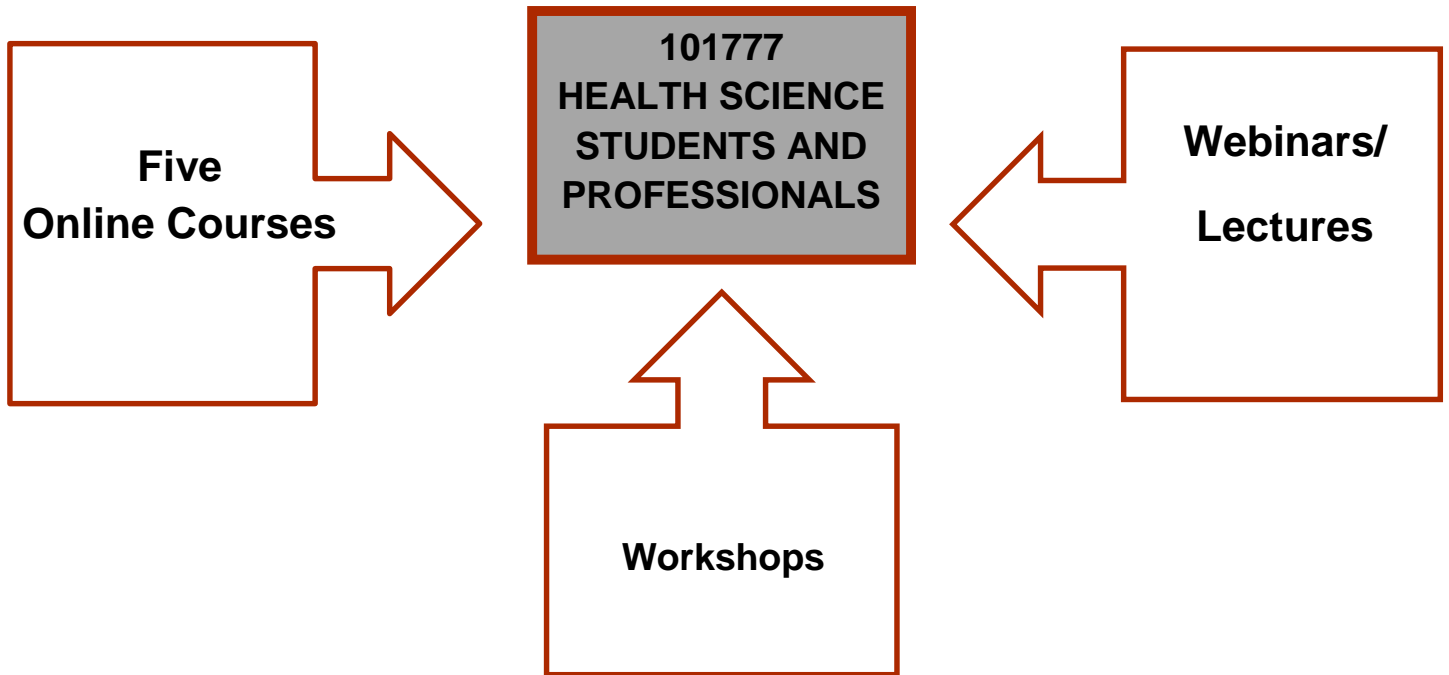 101777
HEALTH SCIENCE
STUDENTS AND
PROFESSIONALS
Five
Online Courses
Webinars/
Lectures
Workshops